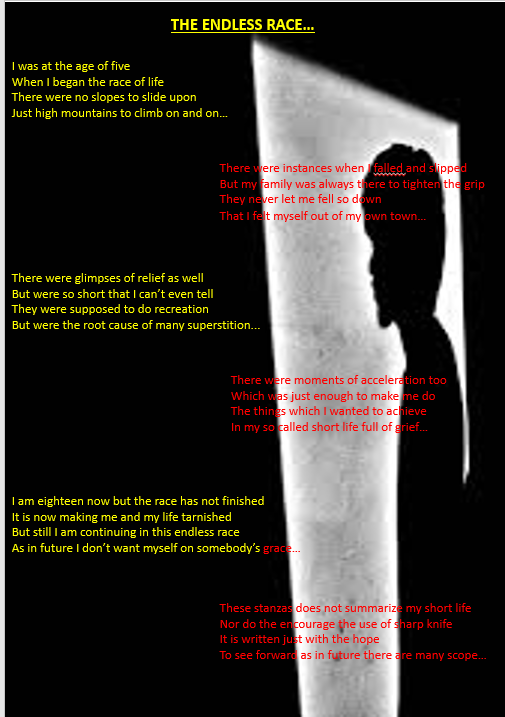 THE ENDLESS RACE...
I was at the age of five
When I began the race of life
There were no slopes to slide upon
Just high mountains to climb on and on...
There were instances when I falled and slipped
But my family was always there to tighten the grip
They never let me fell so down
That I felt myself out of my own town...
There were glimpses of relief as well
But were so short that I can't even tell
They were supposed to do recreation
But were the root cause of many superstition...
There were moments of acceleration too
Which was just enough to make me do
The things which I wanted to achieve
In my so called short life full of grief...
I am eighteen now but the race has not finished
It is now making me and my life tarnished
But still I am continuing in this endless race
As in future I don't want myself on somebody's grace...
These stanzas does not summarize my short life
Nor do the encourage the use of sharp knife
It is written just with the hope
To see forward as in future there are many scope...